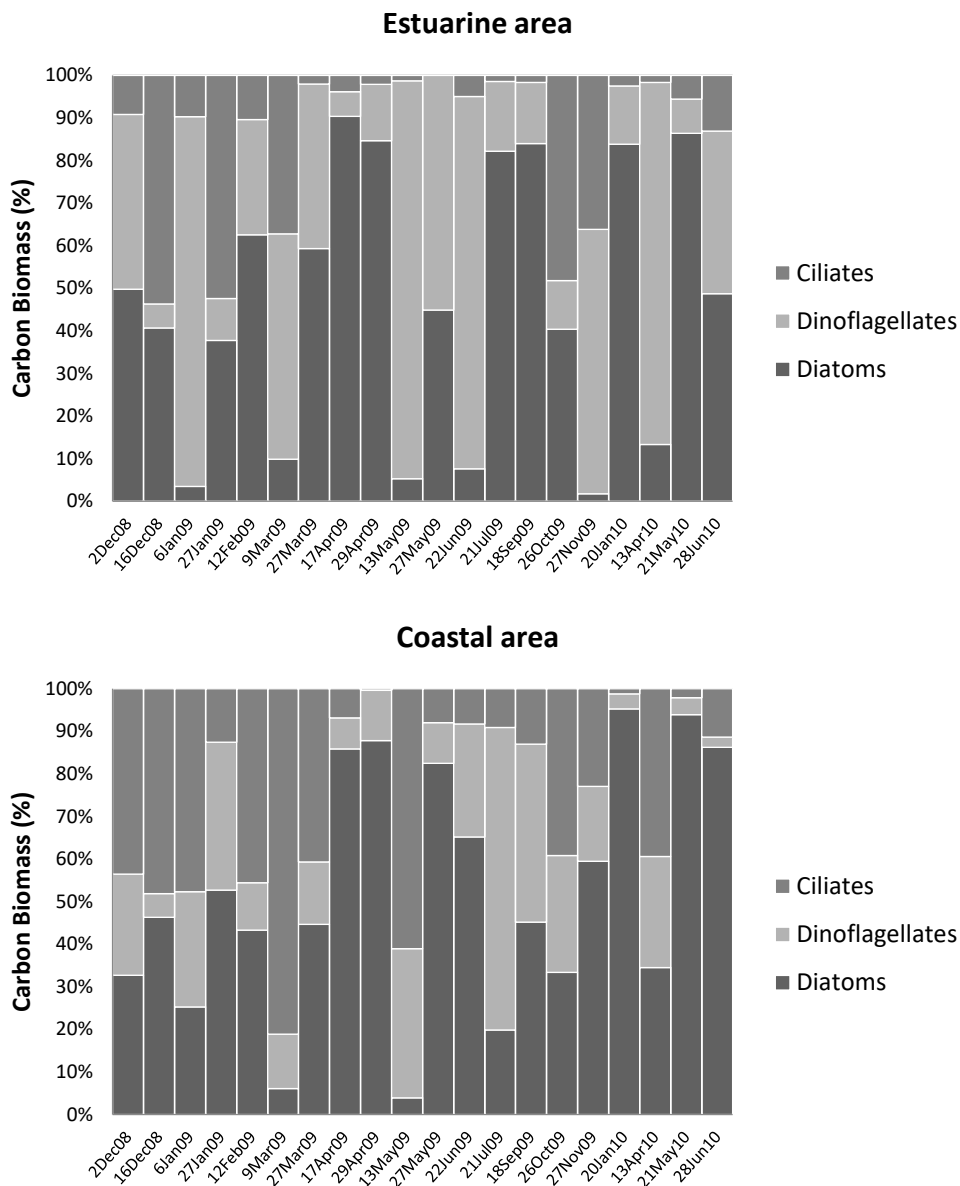 Estuarine area
Carbon Biomass (%)
100%
90%
80%
70%
60%
50%
40%
30%
20%
10%
0%
Ciliates
Dinoflagellates
Diatoms
2Dec08
16Dec08
6Jan09
27Jan09
12Feb09
9Mar09
27Mar09
17Apr09
29Apr09
13May09
27May09
22Jun09
21Jul09
18Sep09
26Oct09
27Nov09
20Jan10
13Apr10
21May10
28Jun10
Coastal area
Carbon Biomass (%)
100%
90%
80%
70%
60%
50%
40%
30%
20%
10%
0%
Ciliates
Dinoflagellates
Diatoms
2Dec08
16Dec08
6Jan09
27Jan09
12Feb09
9Mar09
27Mar09
17Apr09
29Apr09
13May09
27May09
22Jun09
21Jul09
18Sep09
26Oct09
27Nov09
20Jan10
13Apr10
21May10
28Jun10